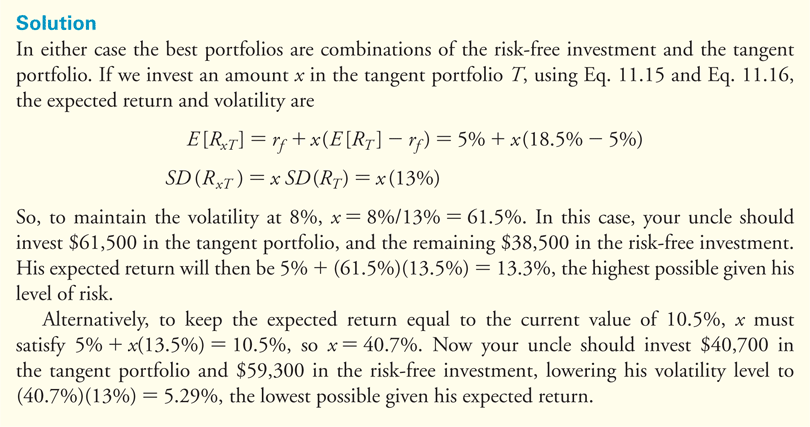 Solution
In either case the best portfolios are combinations of the risk-free investment and the tangent
portfolio. If we invest an amount x in the tangent portfolio T, using Eq. 11.15 and Eq. 11.16,
the expected return and volatility are
E[R_{xT}] = r_f + x(E[R_T] − r_f) = 5% + x(18.5% − 5%)
SD(R_{xT}) = x SD(R_T) = x(13%)
So, to maintain the volatility at 8%, x = 8%/13% = 61.5%. In this case, your uncle should
invest $61,500 in the tangent portfolio, and the remaining $38,500 in the risk-free investment.
His expected return will then be 5% + (61.5%)(13.5%) = 13.3%, the highest possible given his
level of risk.
Alternatively, to keep the expected return equal to the current value of 10.5%, x must
satisfy 5% + x(13.5%) = 10.5%, so x = 40.7%. Now your uncle should invest $40,700 in
the tangent portfolio and $59,300 in the risk-free investment, lowering his volatility level to
(40.7%)(13%) = 5.29%, the lowest possible given his expected return.